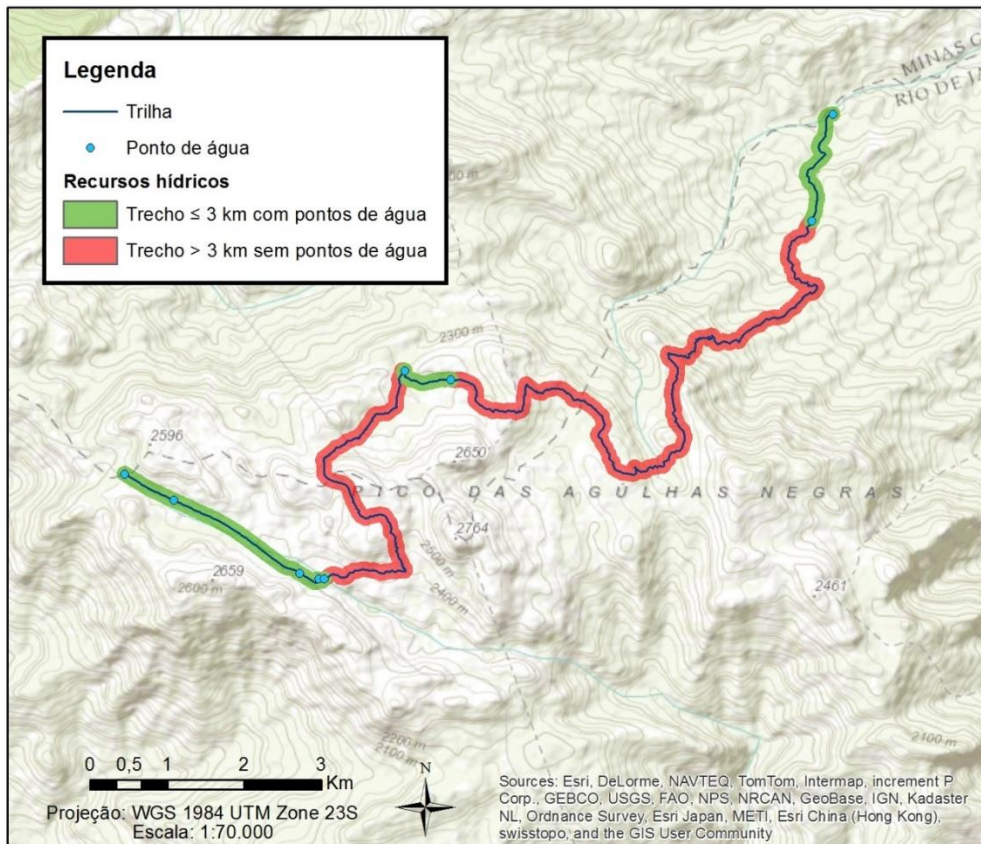 Legenda
Trilha
Ponto de água
Recursos hídricos
Trecho ≤ 3 km com pontos de água
Trecho > 3 km sem pontos de água
MINAS
RIO DE
2300 m
2596
2650
PICO DAS AGULHAS NEGRAS
2764
2500 m
2659
2600 m
2400 m
2461
2200 m
2100 m
2100 m
0 0,5 1 2 3
Km
N
Projeção: WGS 1984 UTM Zone 23S
Escala: 1:70.000
Sources: Esri, DeLorme, NAVTEQ, TomTom, Intermap, increment P
Corp., GEBCO, USGS, FAO, NPS, NRCAN, GeoBase, IGN, Kadaster
NL, Ordnance Survey, Esri Japan, METI, Esri China (Hong Kong),
swisstopo, and the GIS User Community